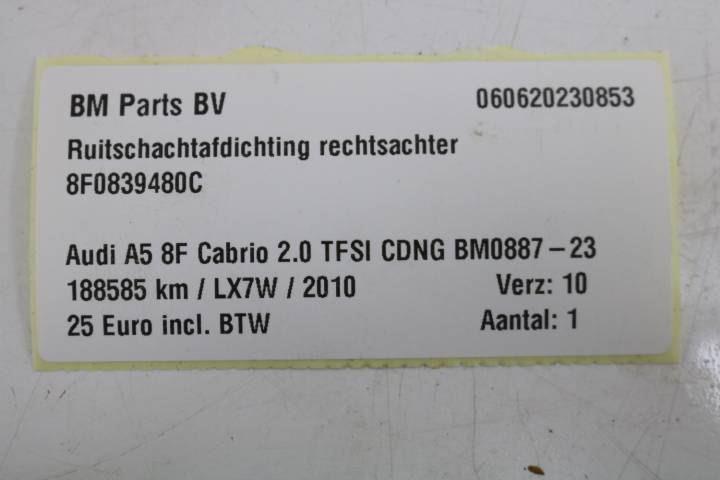 BM Parts BV 060620230853
Ruitschachtafdichting rechtsachter
8F0839480C
Audi A5 8F Cabrio 2.0 TFSI CDNG BM0887-23
188585 km / LX7W / 2010 Verz: 10
25 Euro incl. BTW Aantal: 1